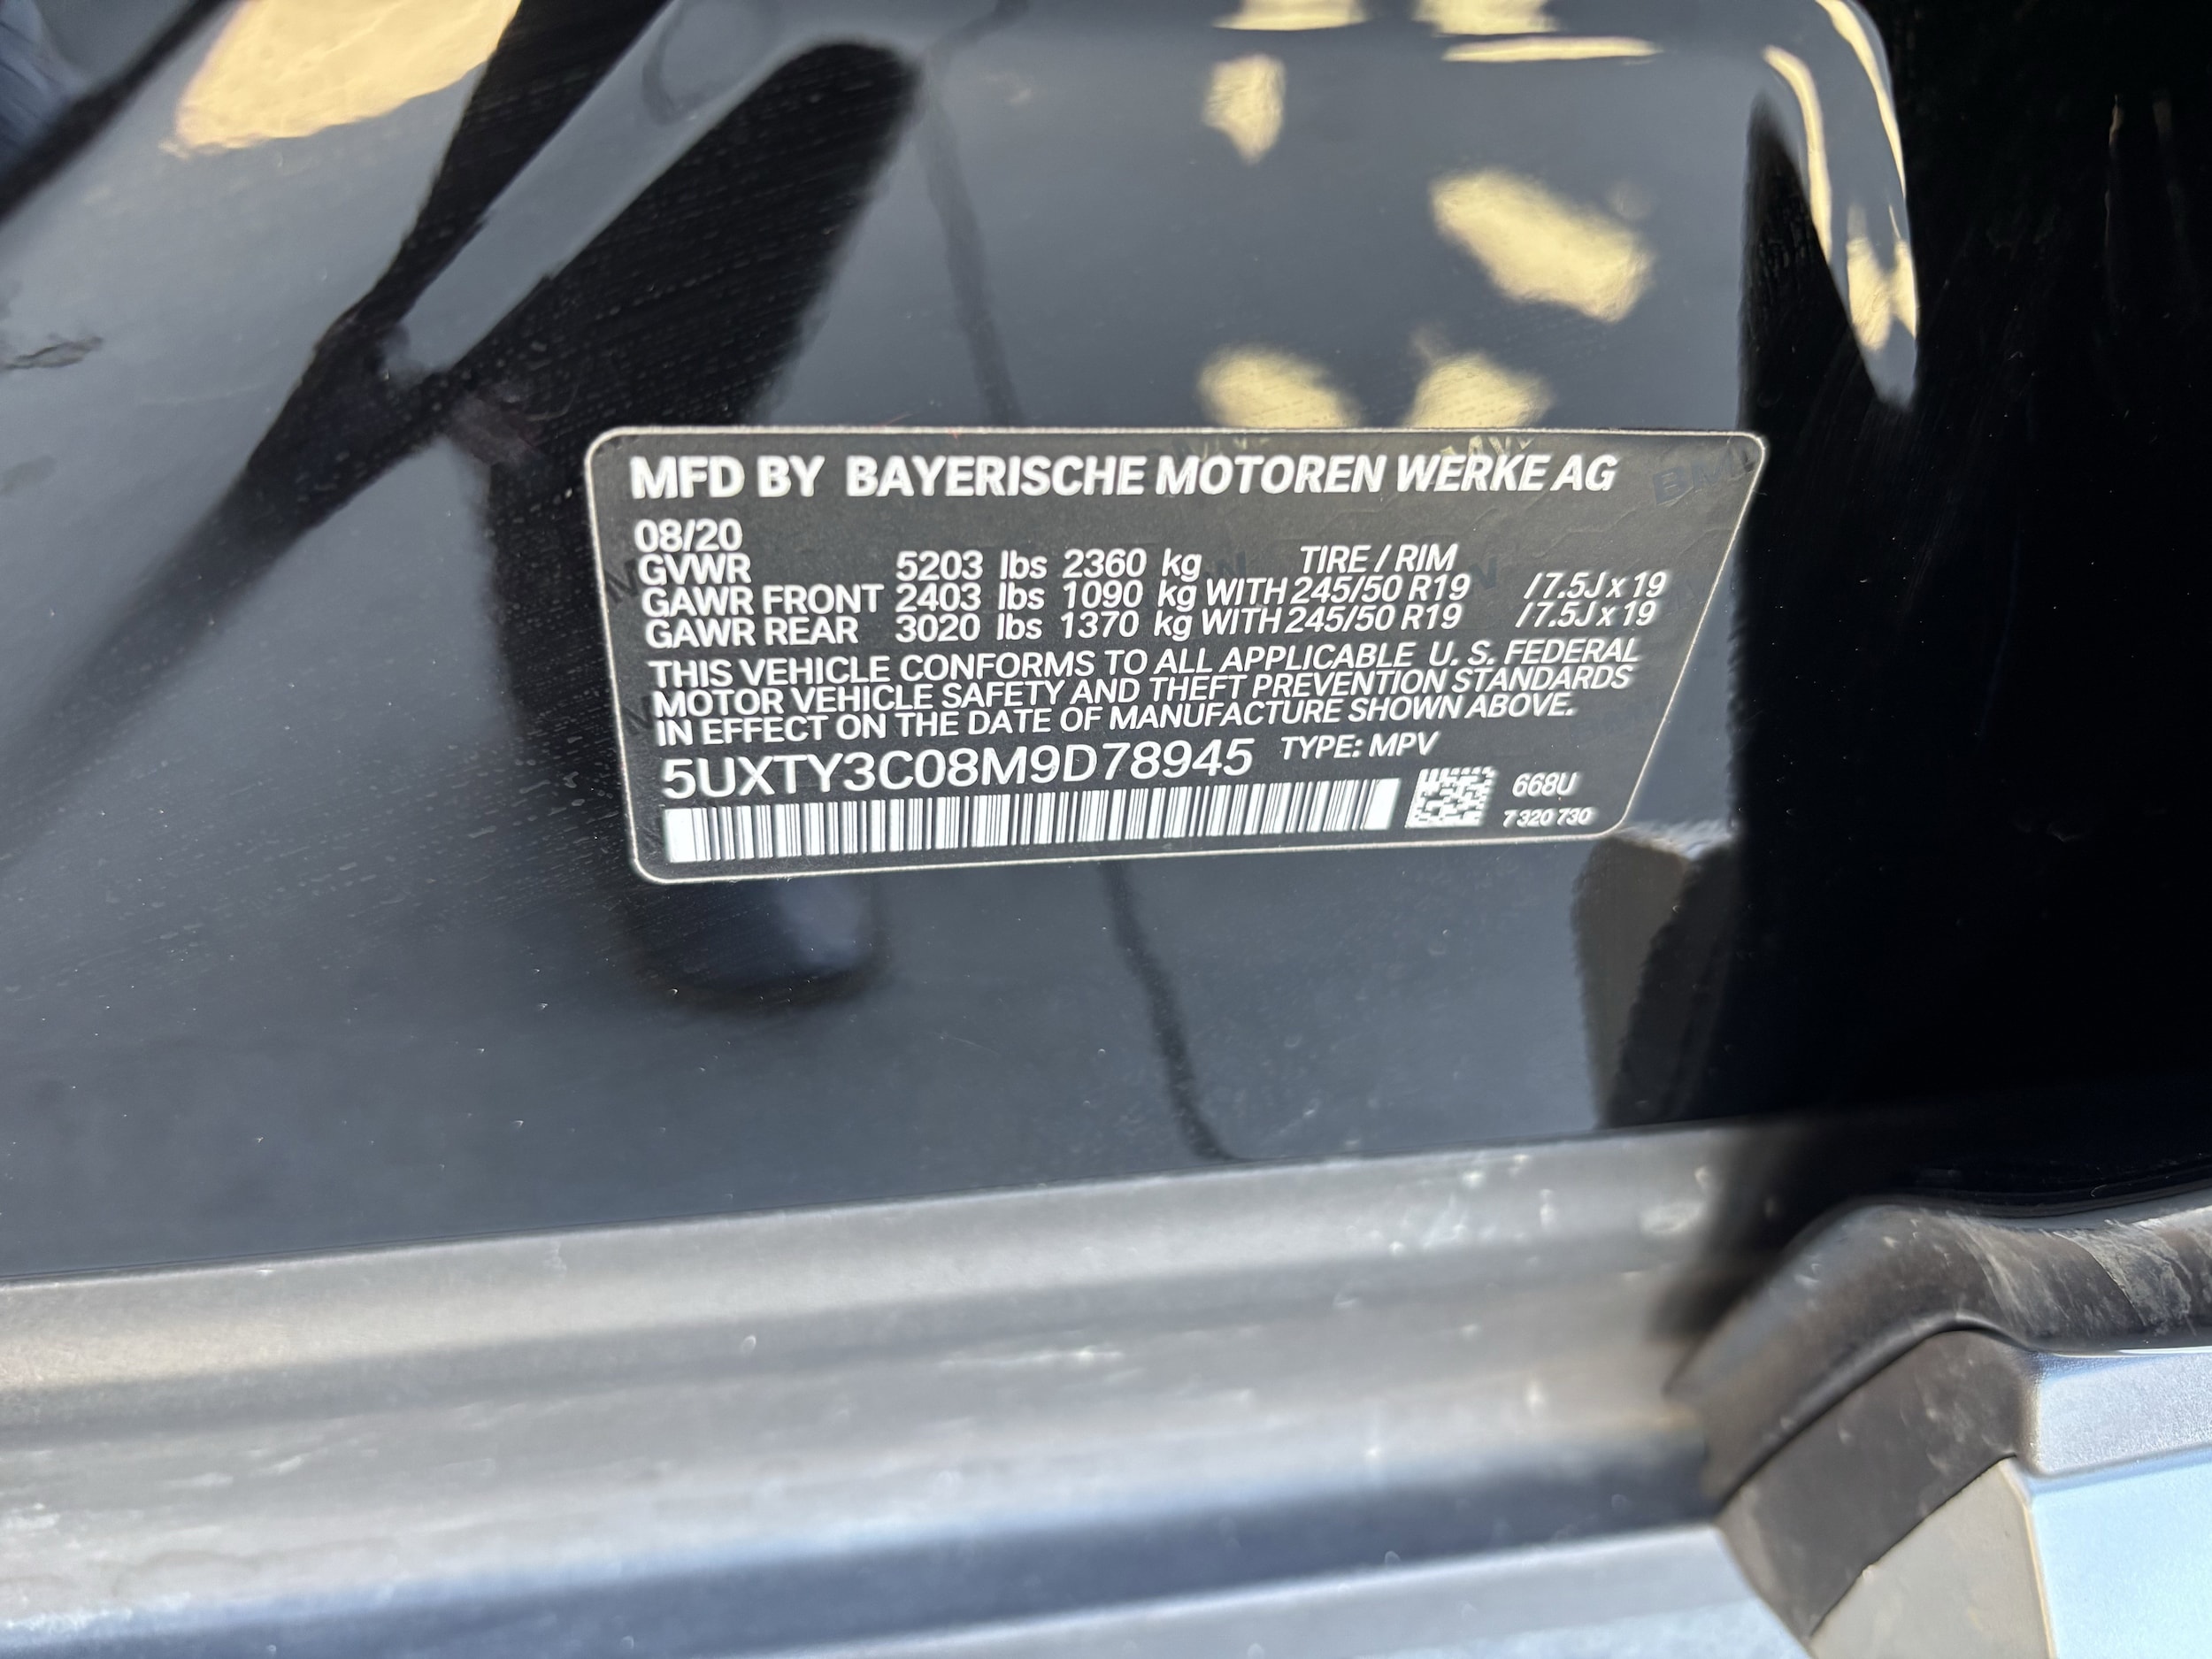 MFD BY BAYERISCHE MOTOREN WERKE AG
08/20
GVWR 5203 lbs 2360 kg TIRE / RIM
GAWR FRONT 2403 lbs 1090 kg WITH 245/50 R19 /7.5J x 19
GAWR REAR 3020 lbs 1370 kg WITH 245/50 R19 /7.5J x 19
THIS VEHICLE CONFORMS TO ALL APPLICABLE U. S. FEDERAL
MOTOR VEHICLE SAFETY AND THEFT PREVENTION STANDARDS
IN EFFECT ON THE DATE OF MANUFACTURE SHOWN ABOVE.
5UXTY3C08M9D78945 TYPE: MPV
668U
7 320 730